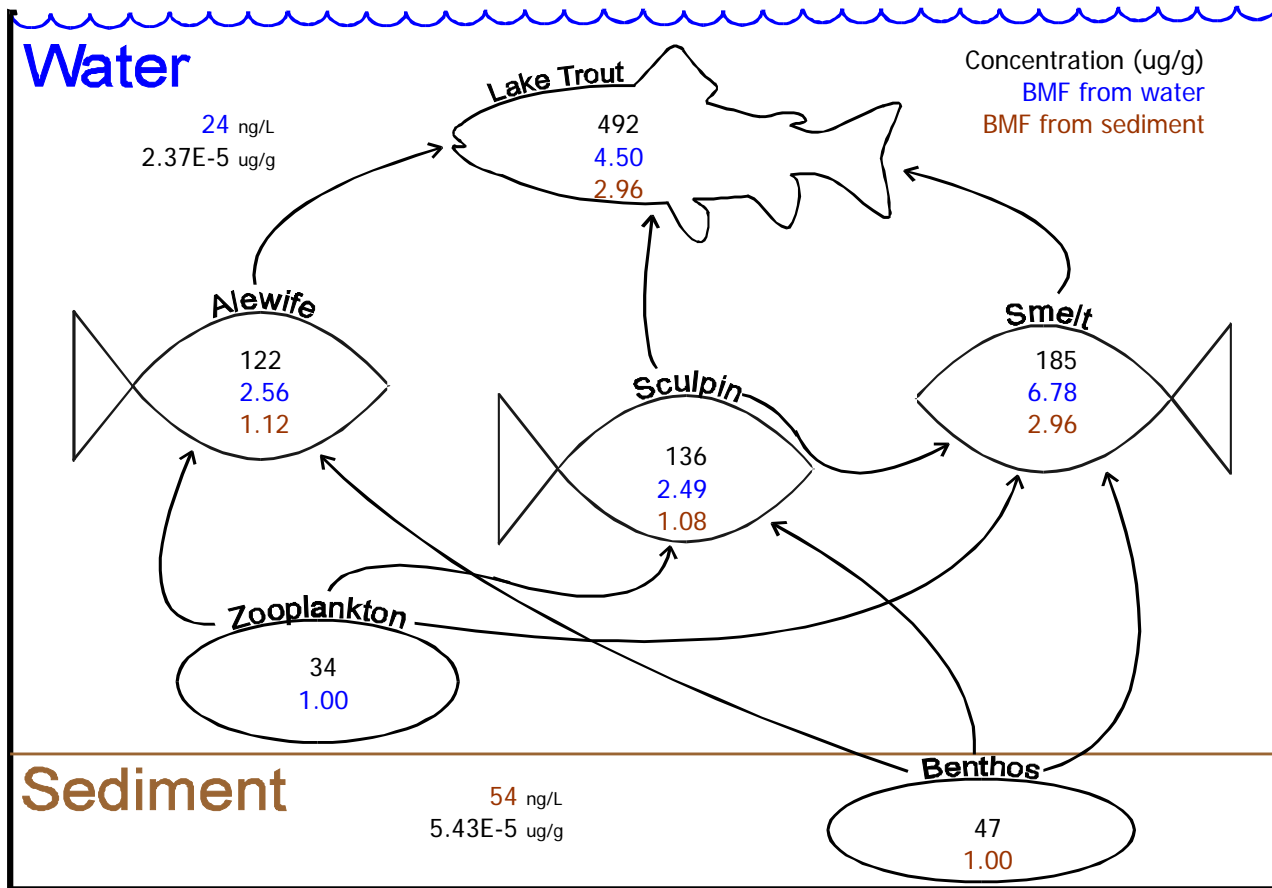 Water
Concentration (ug/g)
BMF from water
BMF from sediment
24 ng/L
2.37E-5 ug/g
Lake Trout
492
4.50
2.96
Alewife
122
2.56
1.12
Sculpin
136
2.49
1.08
Smelt
185
6.78
2.96
Zooplankton
34
1.00
Sediment
54 ng/L
5.43E-5 ug/g
Benthos
47
1.00